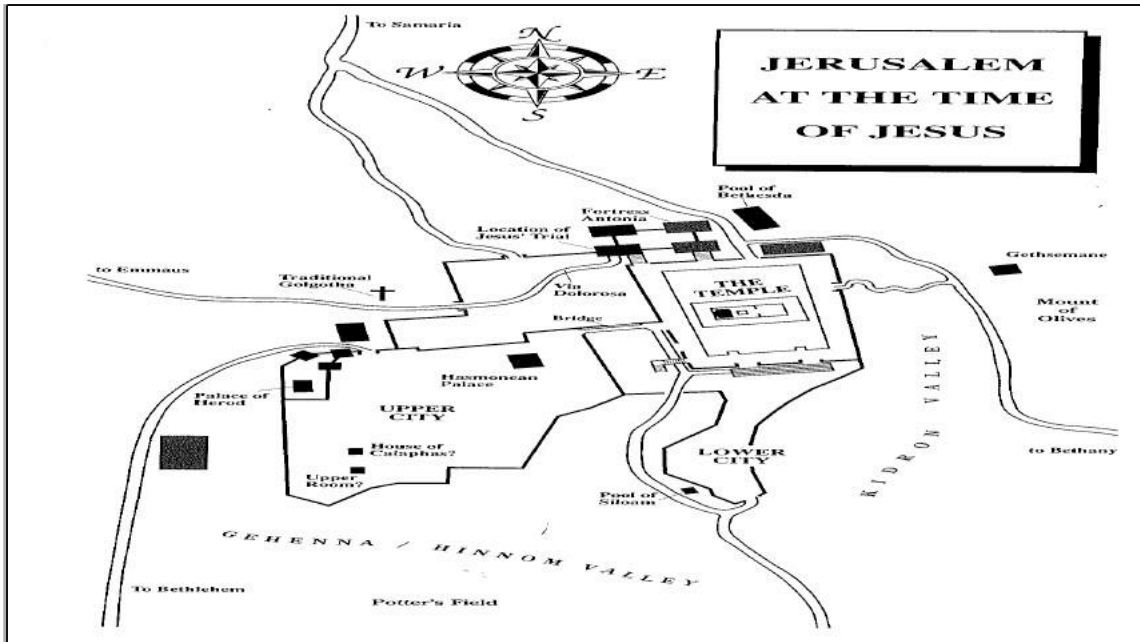 To Samaria
N
W
E
S
JERUSALEM
AT THE TIME
OF JESUS
Pool of
Bethesda
Fortress
Antonia
Location of
Jesus' Trial
to Emmaus
Traditional
Golgotha
Via
Dolorosa
THE
TEMPLE
Gethsemane
Mount
of
Olives
Bridge
Hasmonean
Palace
Palace of
Herod
UPPER
CITY
House of
Caiaphas?
Upper
Room?
LOWER
CITY
KIDRON VALLEY
to Bethany
Pool of
Siloam
GEHENNA / HINNOM VALLEY
To Bethlehem
Potter's Field